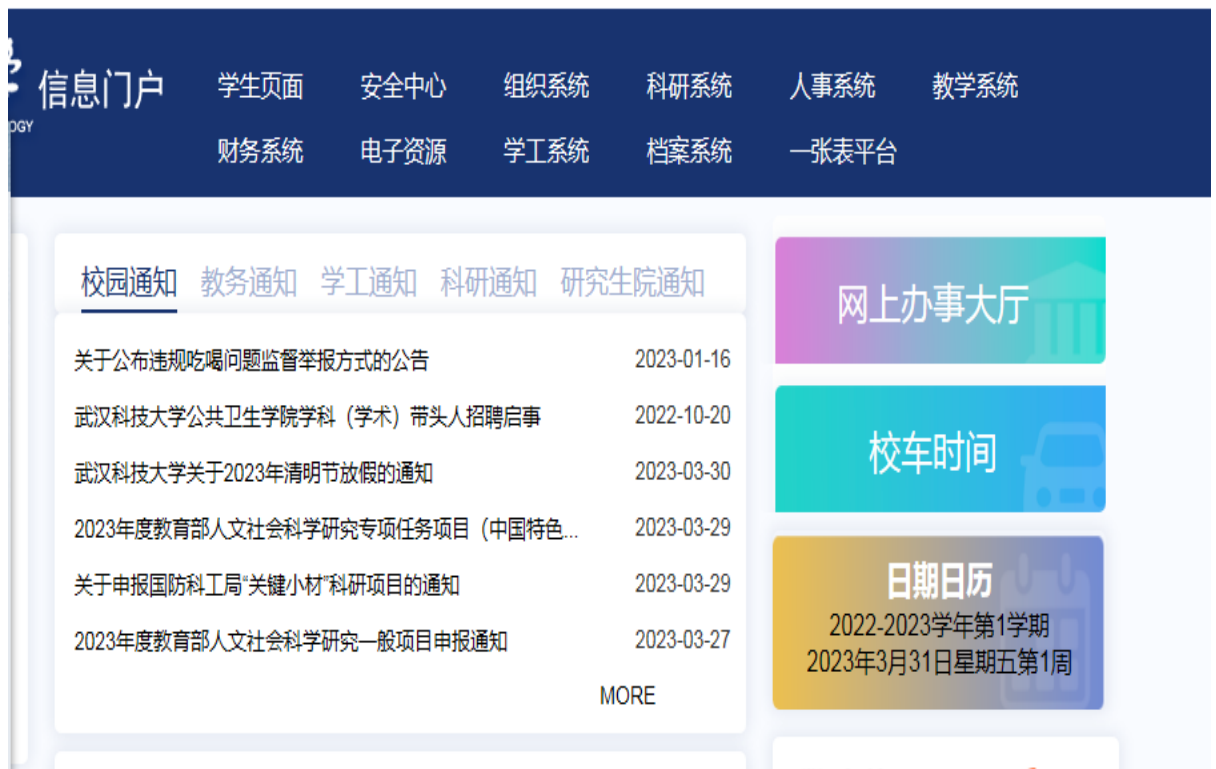 信息门户
学生页面 安全中心 组织系统 科研系统 人事系统 教学系统
财务系统 电子资源 学工系统 档案系统 一张表平台
校园通知 教务通知 学工通知 科研通知 研究生院通知
关于公布违规吃喝问题监督举报方式的公告 2023-01-16
武汉科技大学公共卫生学院学科（学术）带头人招聘启事 2022-10-20
武汉科技大学关于2023年清明节放假的通知 2023-03-30
2023年度教育部人文社会科学研究专项任务项目（中国特色... 2023-03-29
关于申报国防科工局“关键小材”科研项目的通知 2023-03-29
2023年度教育部人文社会科学研究一般项目申报通知 2023-03-27
MORE
网上办事大厅
校车时间
日期日历
2022-2023学年第1学期
2023年3月31日星期五第1周